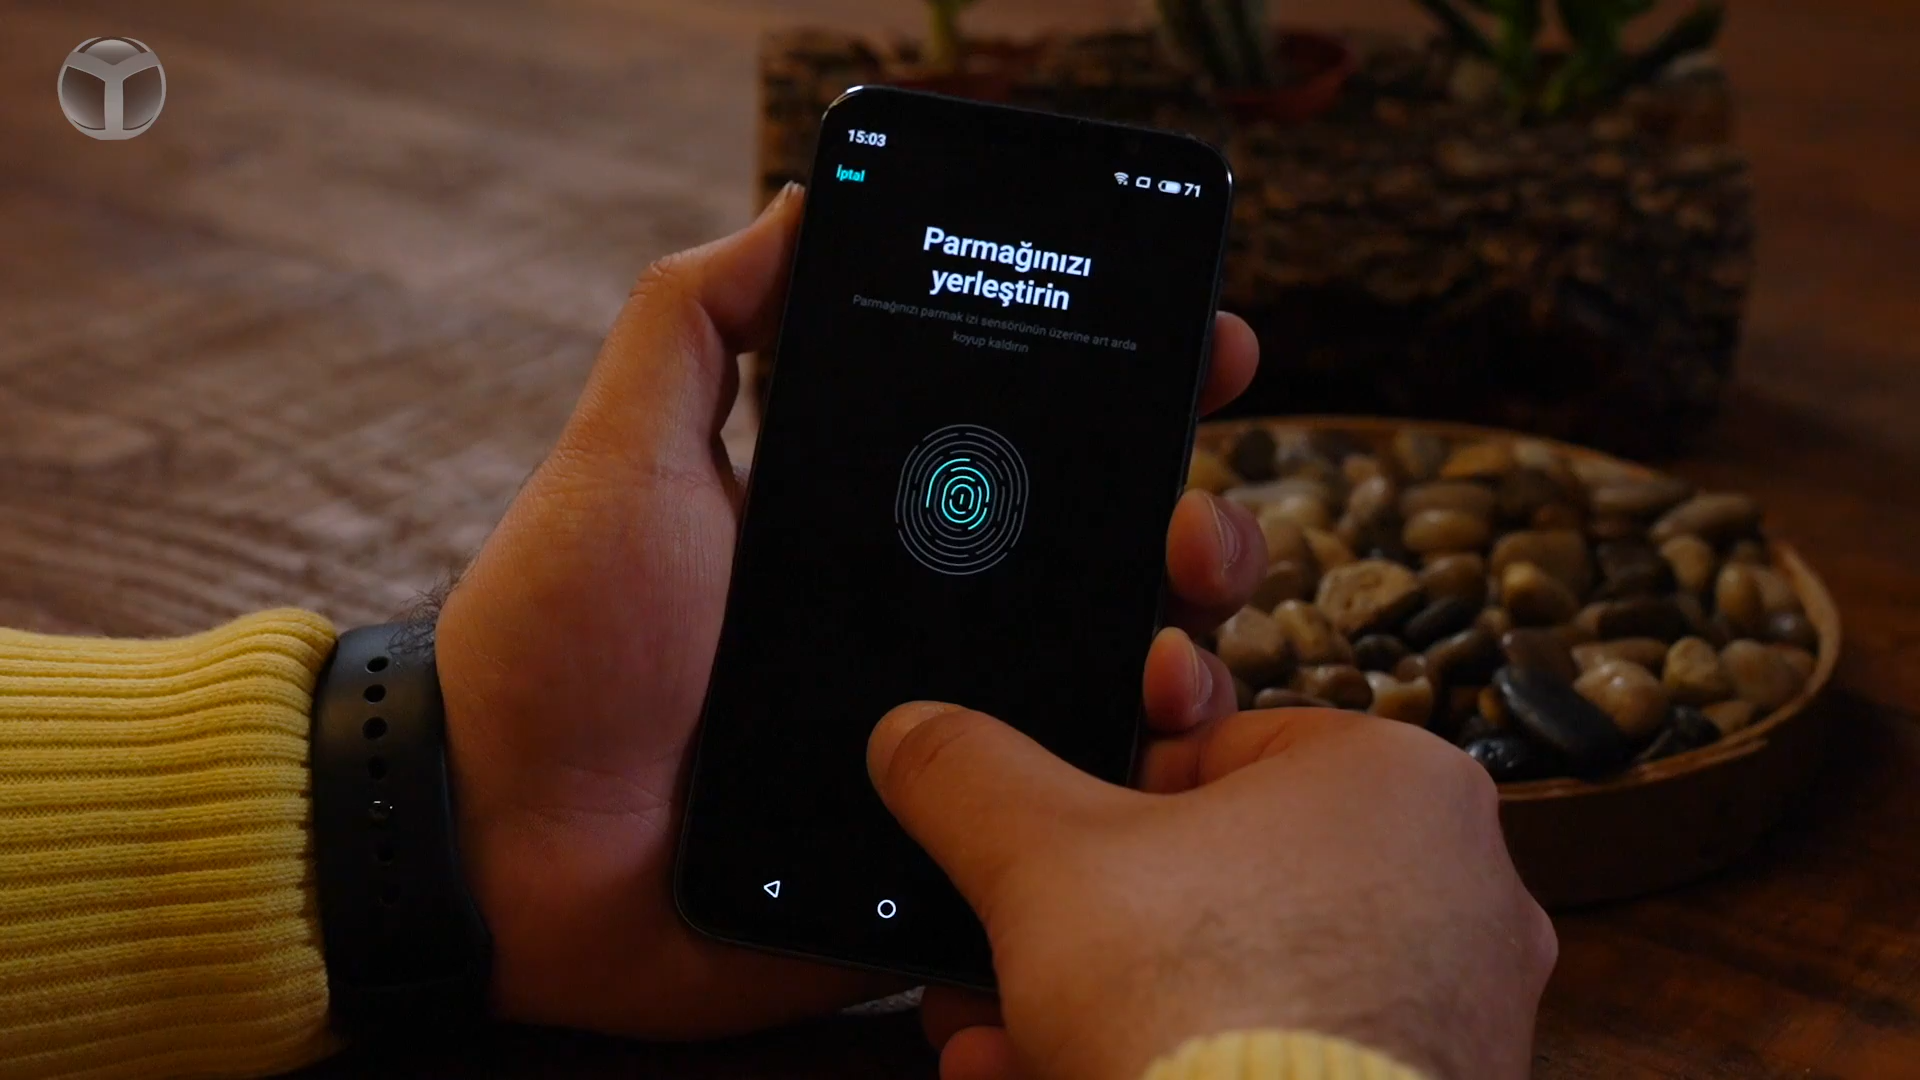 15:03
71
İptal
Parmağınızı
yerleştirin
Parmağınızı parmak izi sensörünün üzerine art arda
koyup kaldırın